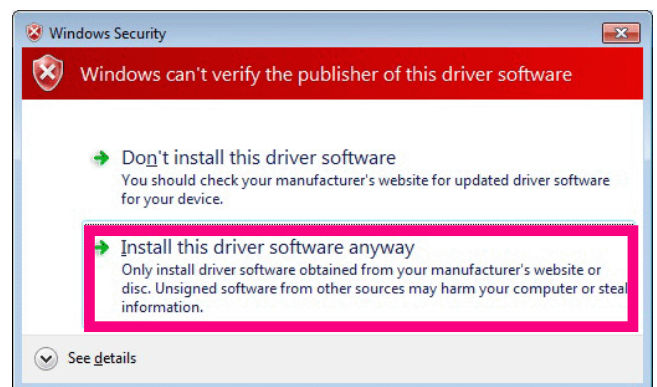 Windows Security
Windows can't verify the publisher of this driver software
Don't install this driver software
You should check your manufacturer's website for updated driver software
for your device.
Install this driver software anyway
Only install driver software obtained from your manufacturer's website or
disc. Unsigned software from other sources may harm your computer or steal
information.
See details